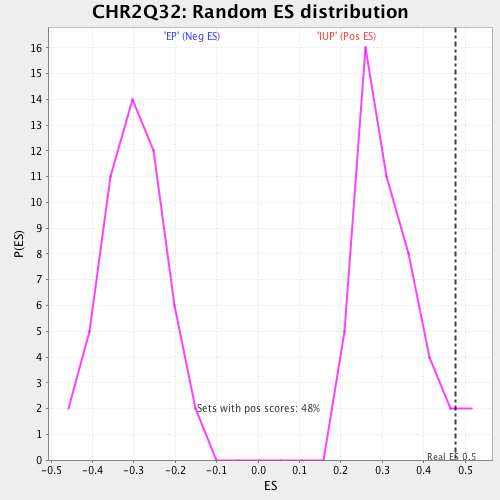 CHR2Q32: Random ES distribution
'EP' (Neg ES)
'IUP' (Pos ES)
16
15
14
13
12
11
10
9
8
7
6
5
4
3
2
1
0
P(ES)
Sets with pos scores: 48%
Real ES 0.5
-0.5 -0.4 -0.3 -0.2 -0.1 0.0 0.1 0.2 0.3 0.4 0.5
ES